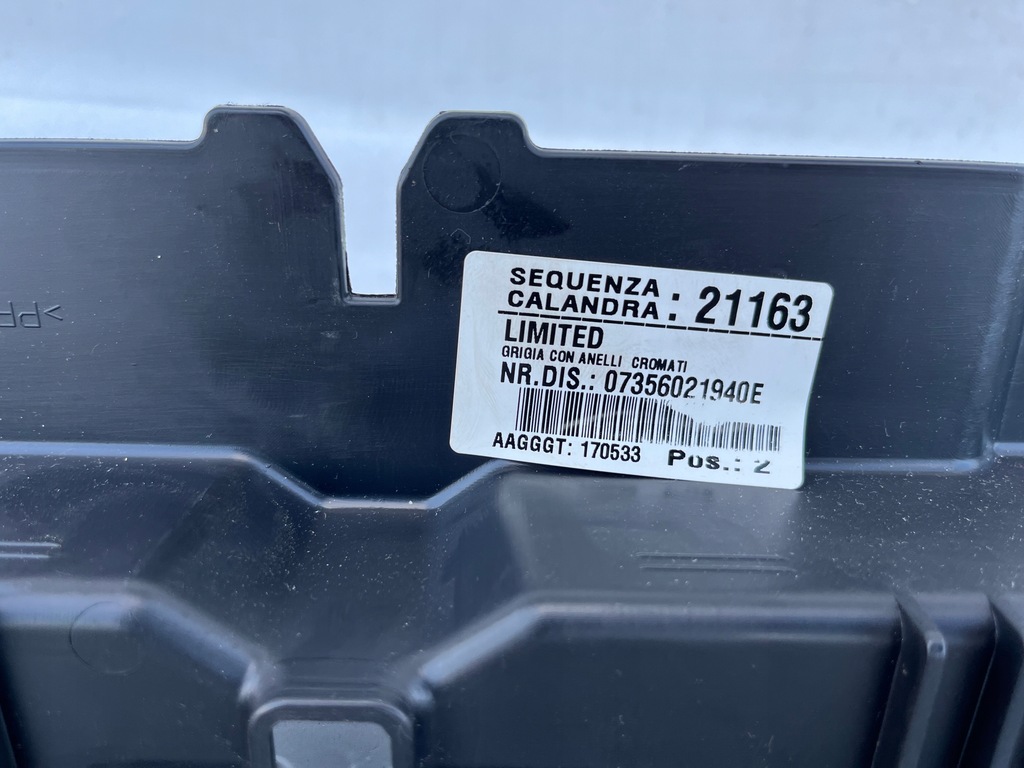 SEQUENZA
CALANDRA : 21163
LIMITED
GRIGIA CON ANELLI CROMATI
NR.DIS.: 07356021940E
AAGGGT: 170533 Pos.: 2